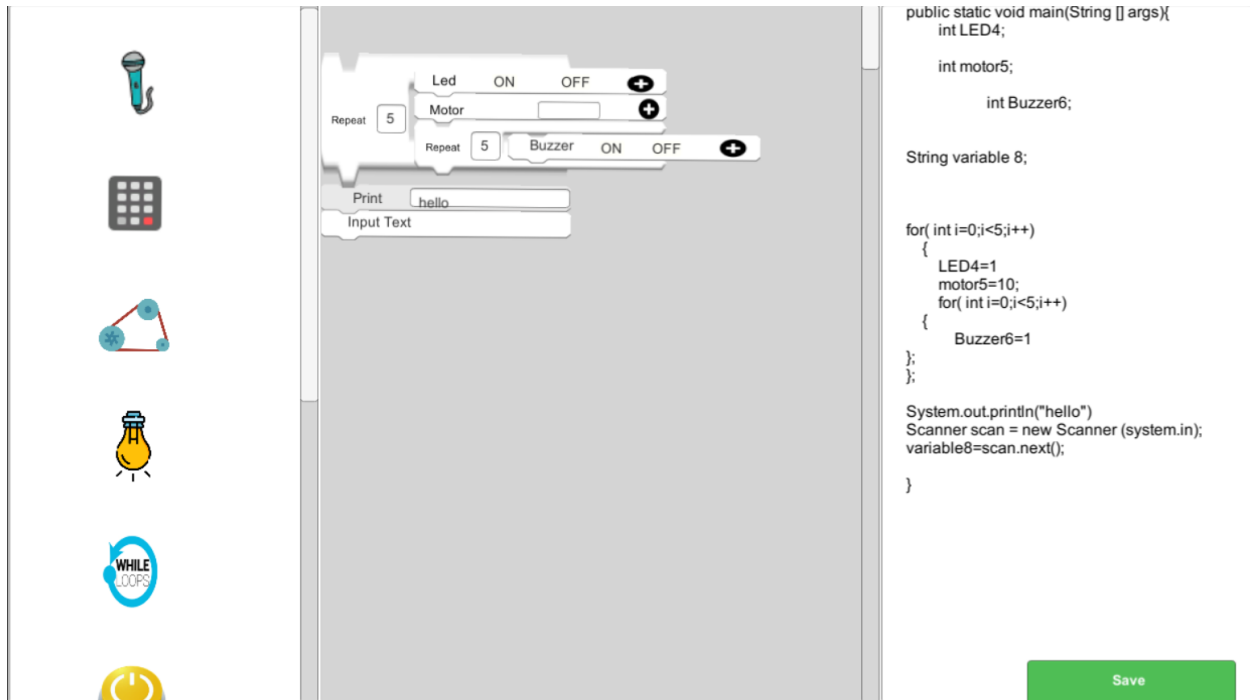 WHILE
LOOPS
Led ON OFF
Motor
Repeat 5
Repeat 5 Buzzer ON OFF
Print hello
Input Text
public static void main(String [] args){
int LED4;
int motor5;
int Buzzer6;
String variable 8;
for( int i=0;i<5;i++)
{
LED4=1
motor5=10;
for( int i=0;i<5;i++)
{
Buzzer6=1
};
};
System.out.println("hello")
Scanner scan = new Scanner (system.in);
variable8=scan.next();
}
Save